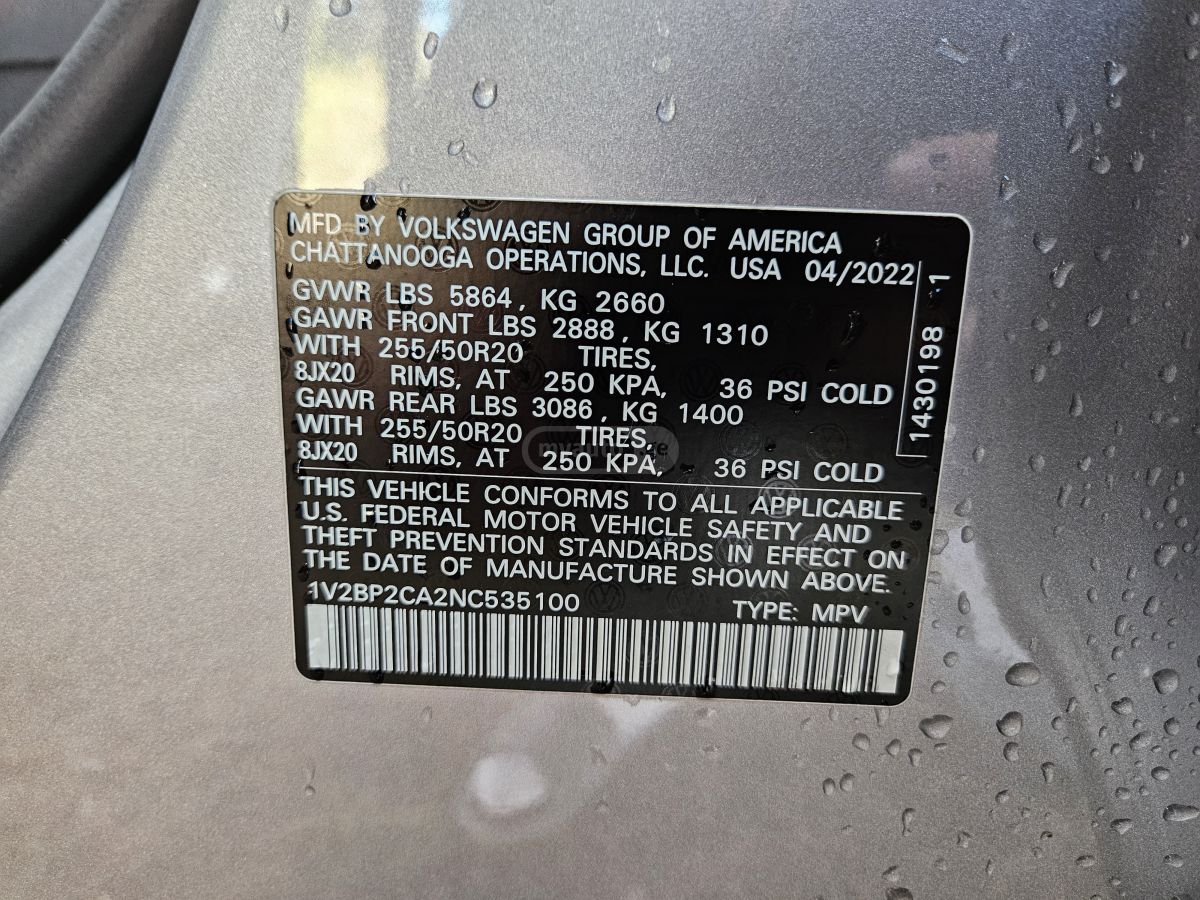 MFD BY VOLKSWAGEN GROUP OF AMERICA
CHATTANOOGA OPERATIONS, LLC. USA 04/2022
GVWR LBS 5864, KG 2660
GAWR FRONT LBS 2888, KG 1310
WITH 255/50R20 TIRES,
8JX20 RIMS, AT 250 KPA, 36 PSI COLD
GAWR REAR LBS 3086, KG 1400
WITH 255/50R20 TIRES,
8JX20 RIMS, AT 250 KPA, 36 PSI COLD
1430198 1
THIS VEHICLE CONFORMS TO ALL APPLICABLE
U.S. FEDERAL MOTOR VEHICLE SAFETY AND
THEFT PREVENTION STANDARDS IN EFFECT ON
THE DATE OF MANUFACTURE SHOWN ABOVE.
1V2BP2CA2NC535100 TYPE: MPV